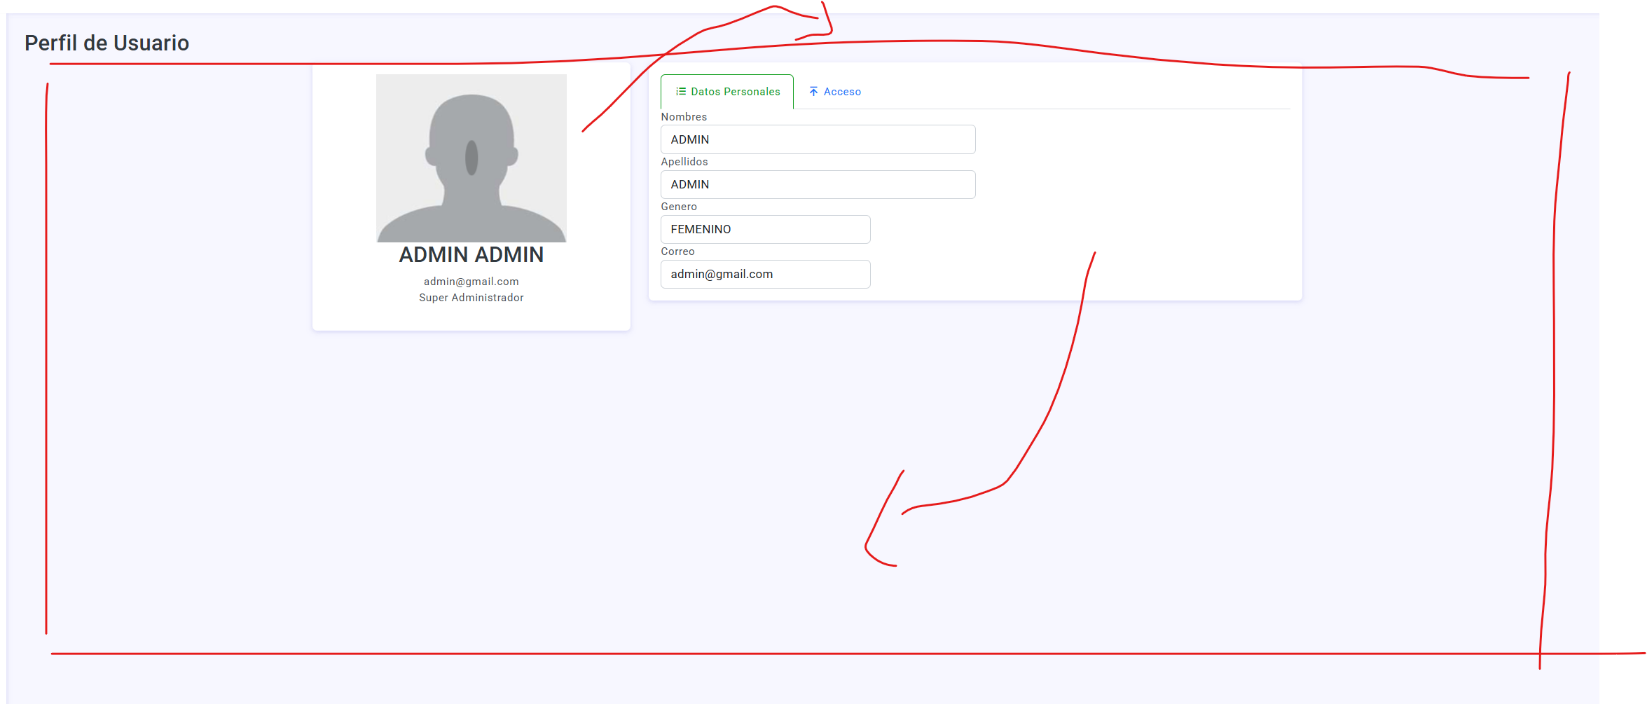 Perfil de Usuario
ADMIN ADMIN
admin@gmail.com
Super Administrador
Datos Personales
Acceso
Nombres
ADMIN
Apellidos
ADMIN
Genero
FEMENINO
Correo
admin@gmail.com